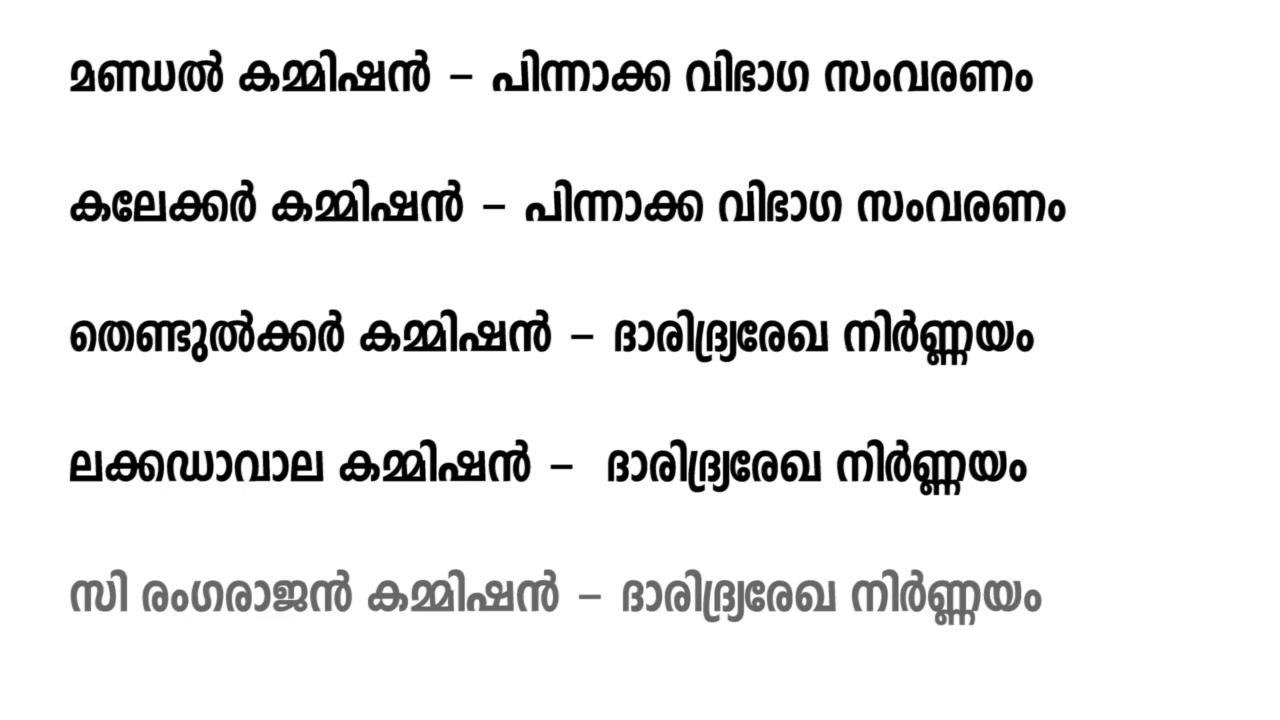 മണ്ഡൽ കമ്മിഷൻ – പിന്നാക്ക വിഭാഗ സംവരണം
കലേക്കർ കമ്മിഷൻ – പിന്നാക്ക വിഭാഗ സംവരണം
തെണ്ടുൽക്കർ കമ്മിഷൻ – ദാരിദ്ര്യരേഖ നിർണ്ണയം
ലക്കഡാവാല കമ്മിഷൻ – ദാരിദ്ര്യരേഖ നിർണ്ണയം
സി രംഗരാജൻ കമ്മിഷൻ – ദാരിദ്ര്യരേഖ നിർണ്ണയം